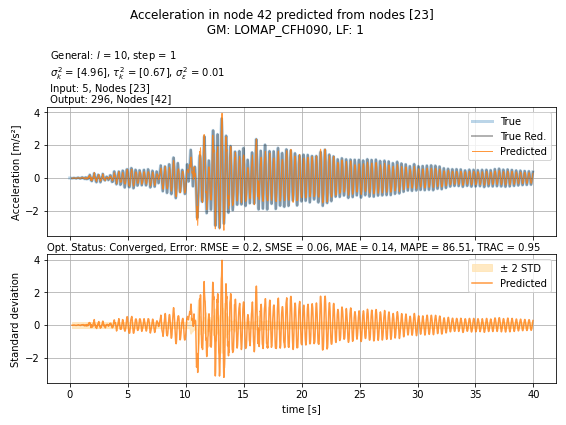 Acceleration in node 42 predicted from nodes [23]
GM: LOMAP_CFH090, LF: 1
General: l = 10, step = 1
σ²ₖ = [4.96], τ²ₖ = [0.67], σ²ε = 0.01
Input: 5, Nodes [23]
Output: 296, Nodes [42]
Acceleration [m/s²]
4
2
0
−2
True
True Red.
Predicted
Opt. Status: Converged, Error: RMSE = 0.2, SMSE = 0.06, MAE = 0.14, MAPE = 86.51, TRAC = 0.95
Standard deviation
4
2
0
−2
± 2 STD
Predicted
0 5 10 15 20 25 30 35 40
time [s]